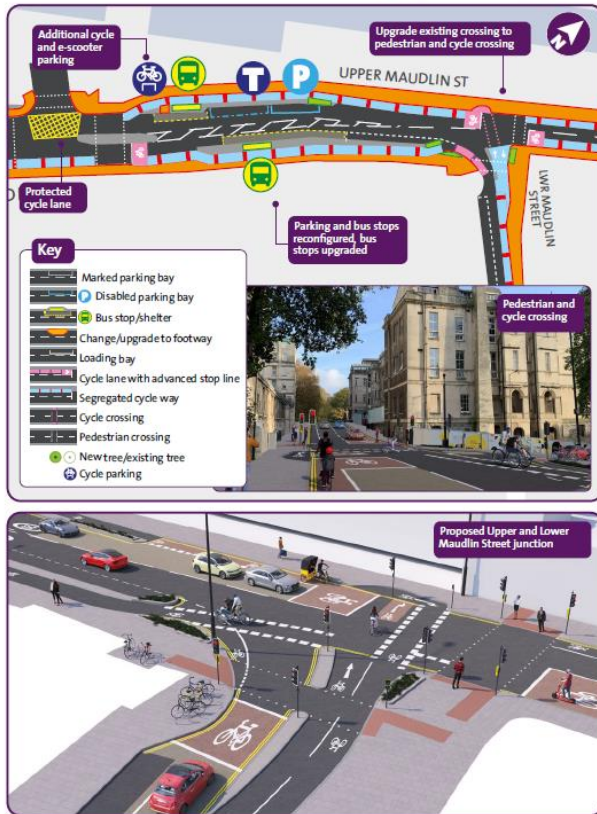 Additional cycle
and e-scooter
parking
Upgrade existing crossing to
pedestrian and cycle crossing
N
T
P
UPPER MAUDLIN ST
Protected
cycle lane
Parking and bus stops
reconfigured, bus
stops upgraded
LWR MAUDLIN
STREET
Key
Marked parking bay
P Disabled parking bay
Bus stop/shelter
Change/upgrade to footway
Loading bay
Cycle lane with advanced stop line
Segregated cycle way
Cycle crossing
Pedestrian crossing
New tree/existing tree
Cycle parking
Pedestrian and
cycle crossing
Proposed Upper and Lower
Maudlin Street junction